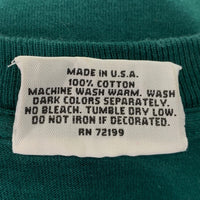 MADE IN U.S.A.
100% COTTON
MACHINE WASH WARM. WASH
DARK COLORS SEPARATELY.
NO BLEACH. TUMBLE DRY LOW.
DO NOT IRON IF DECORATED.
RN 72199